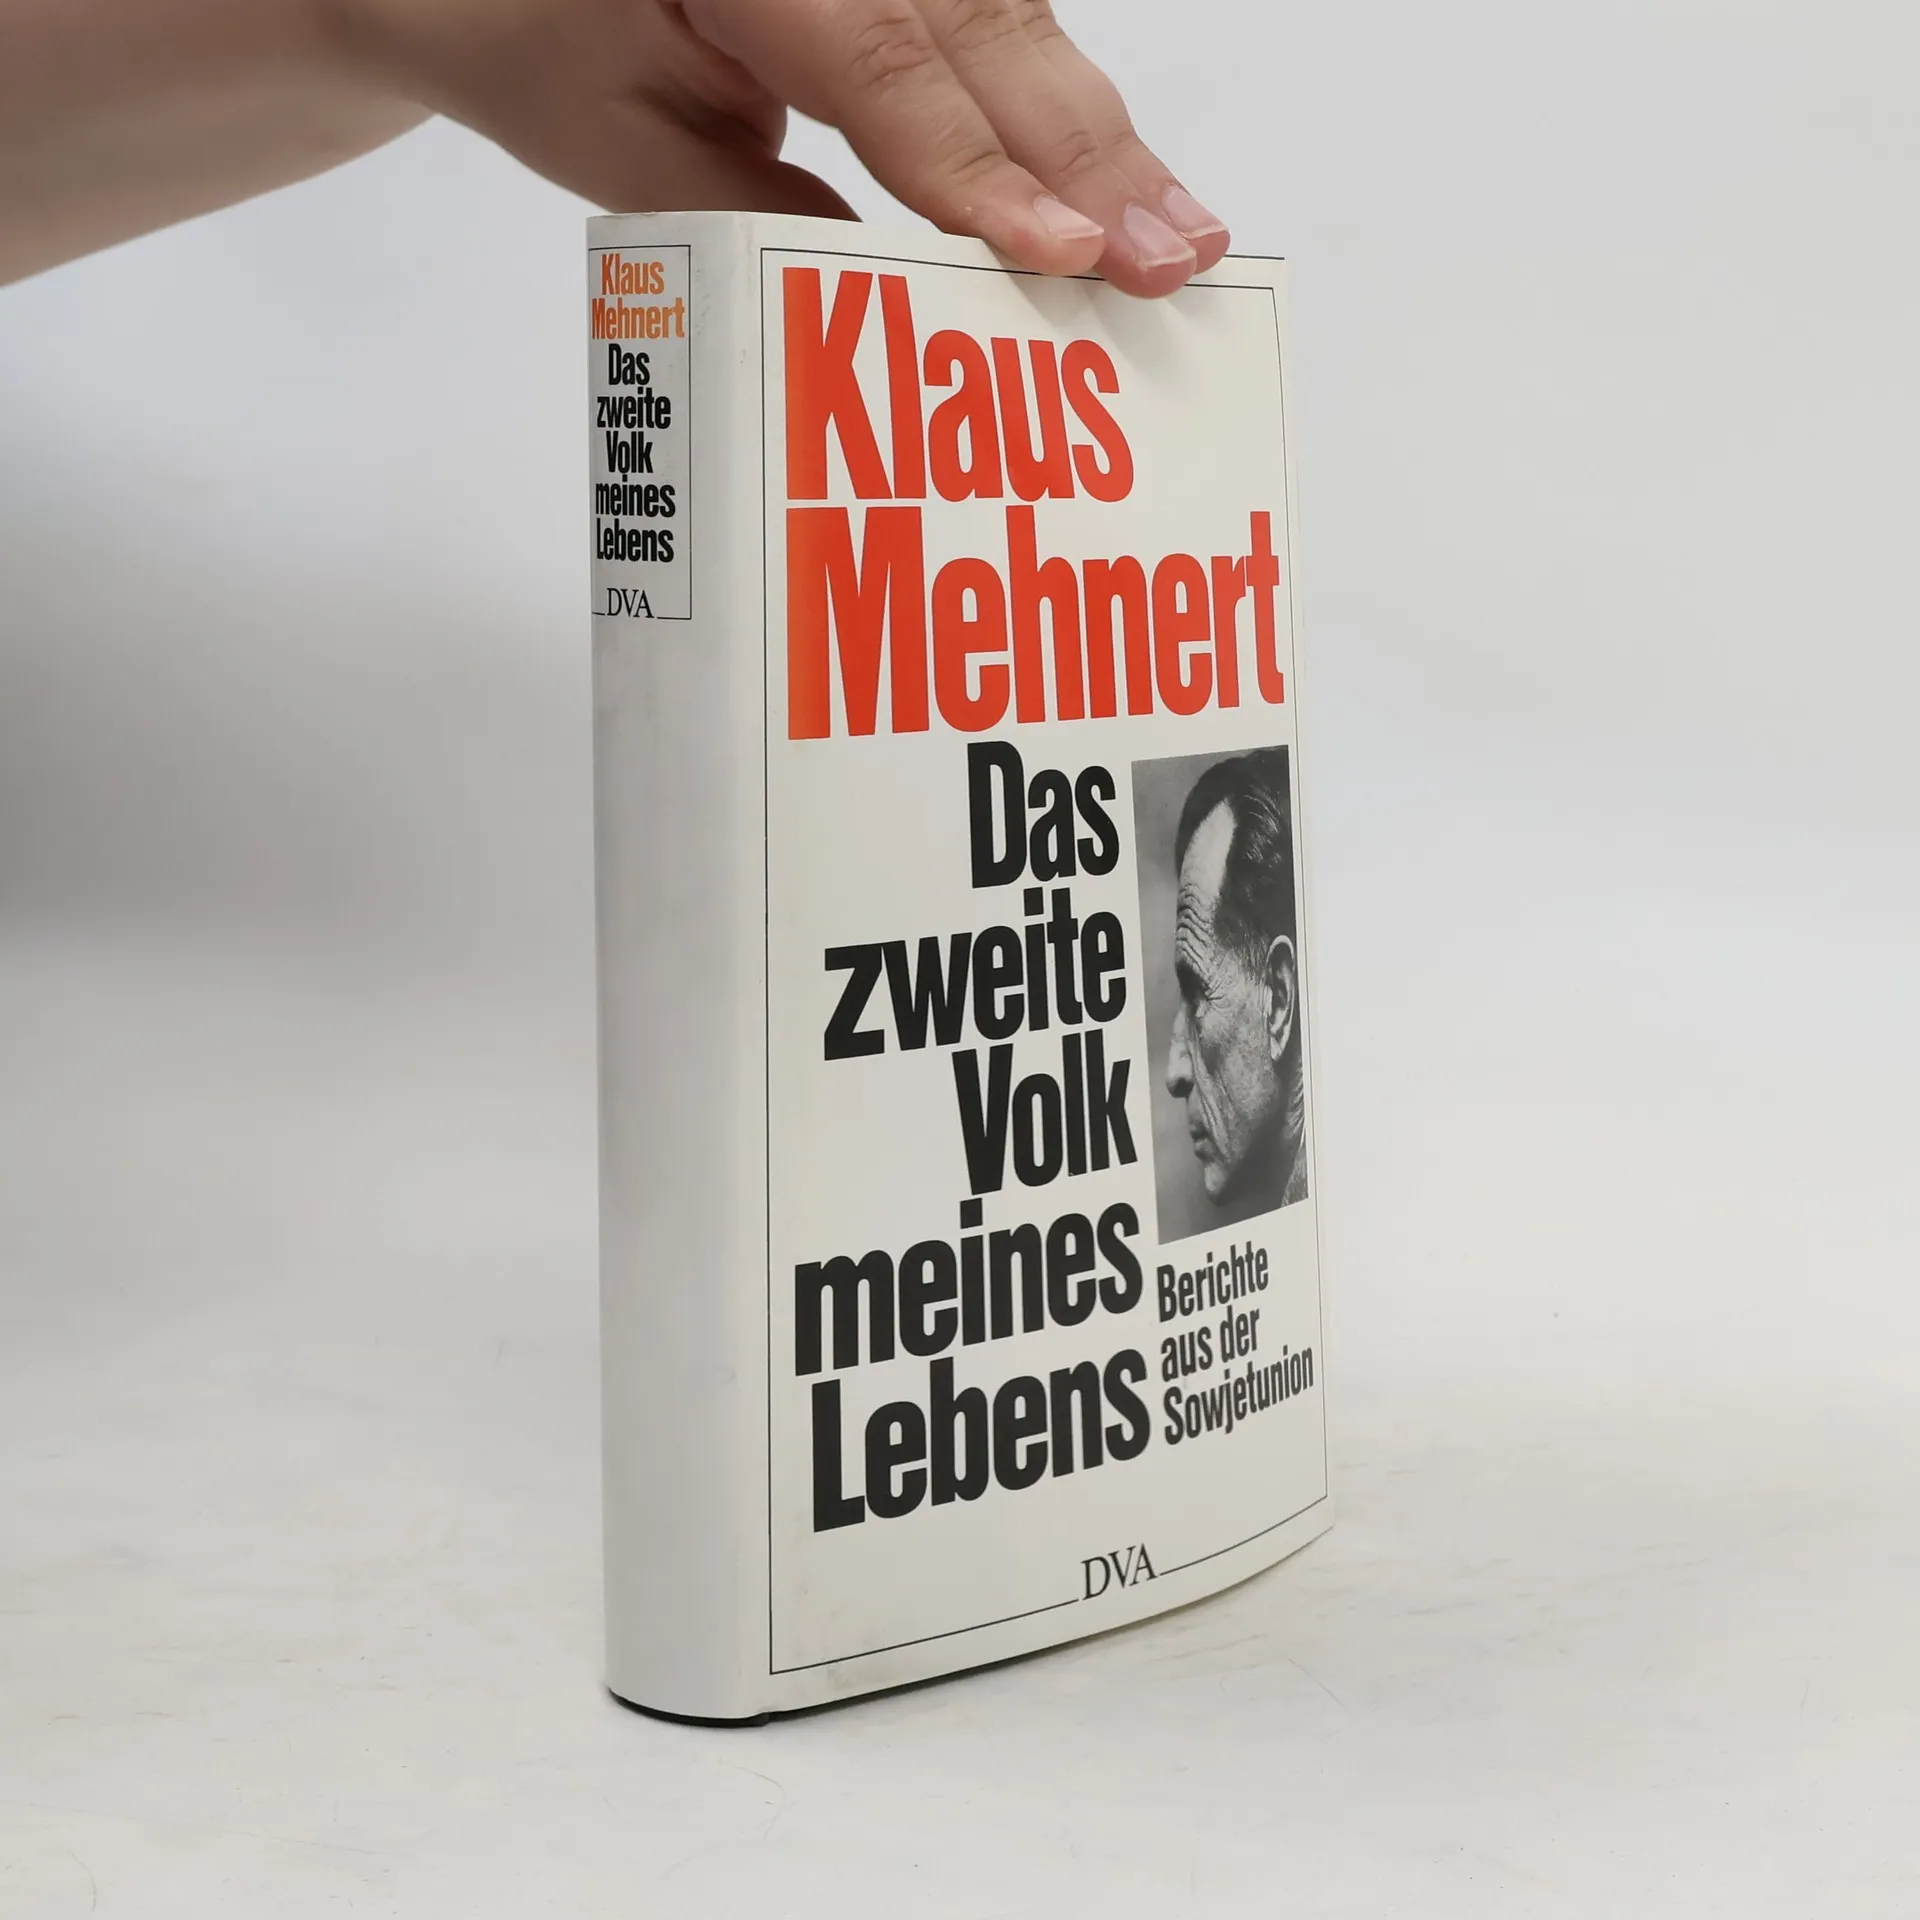 Klaus
Mehnert
Das
zweite
Volk
meines
Lebens
DVA
Klaus
Mehnert
Das
zweite
Volk
meines
Lebens
Berichte
aus der
Sowjetunion
DVA